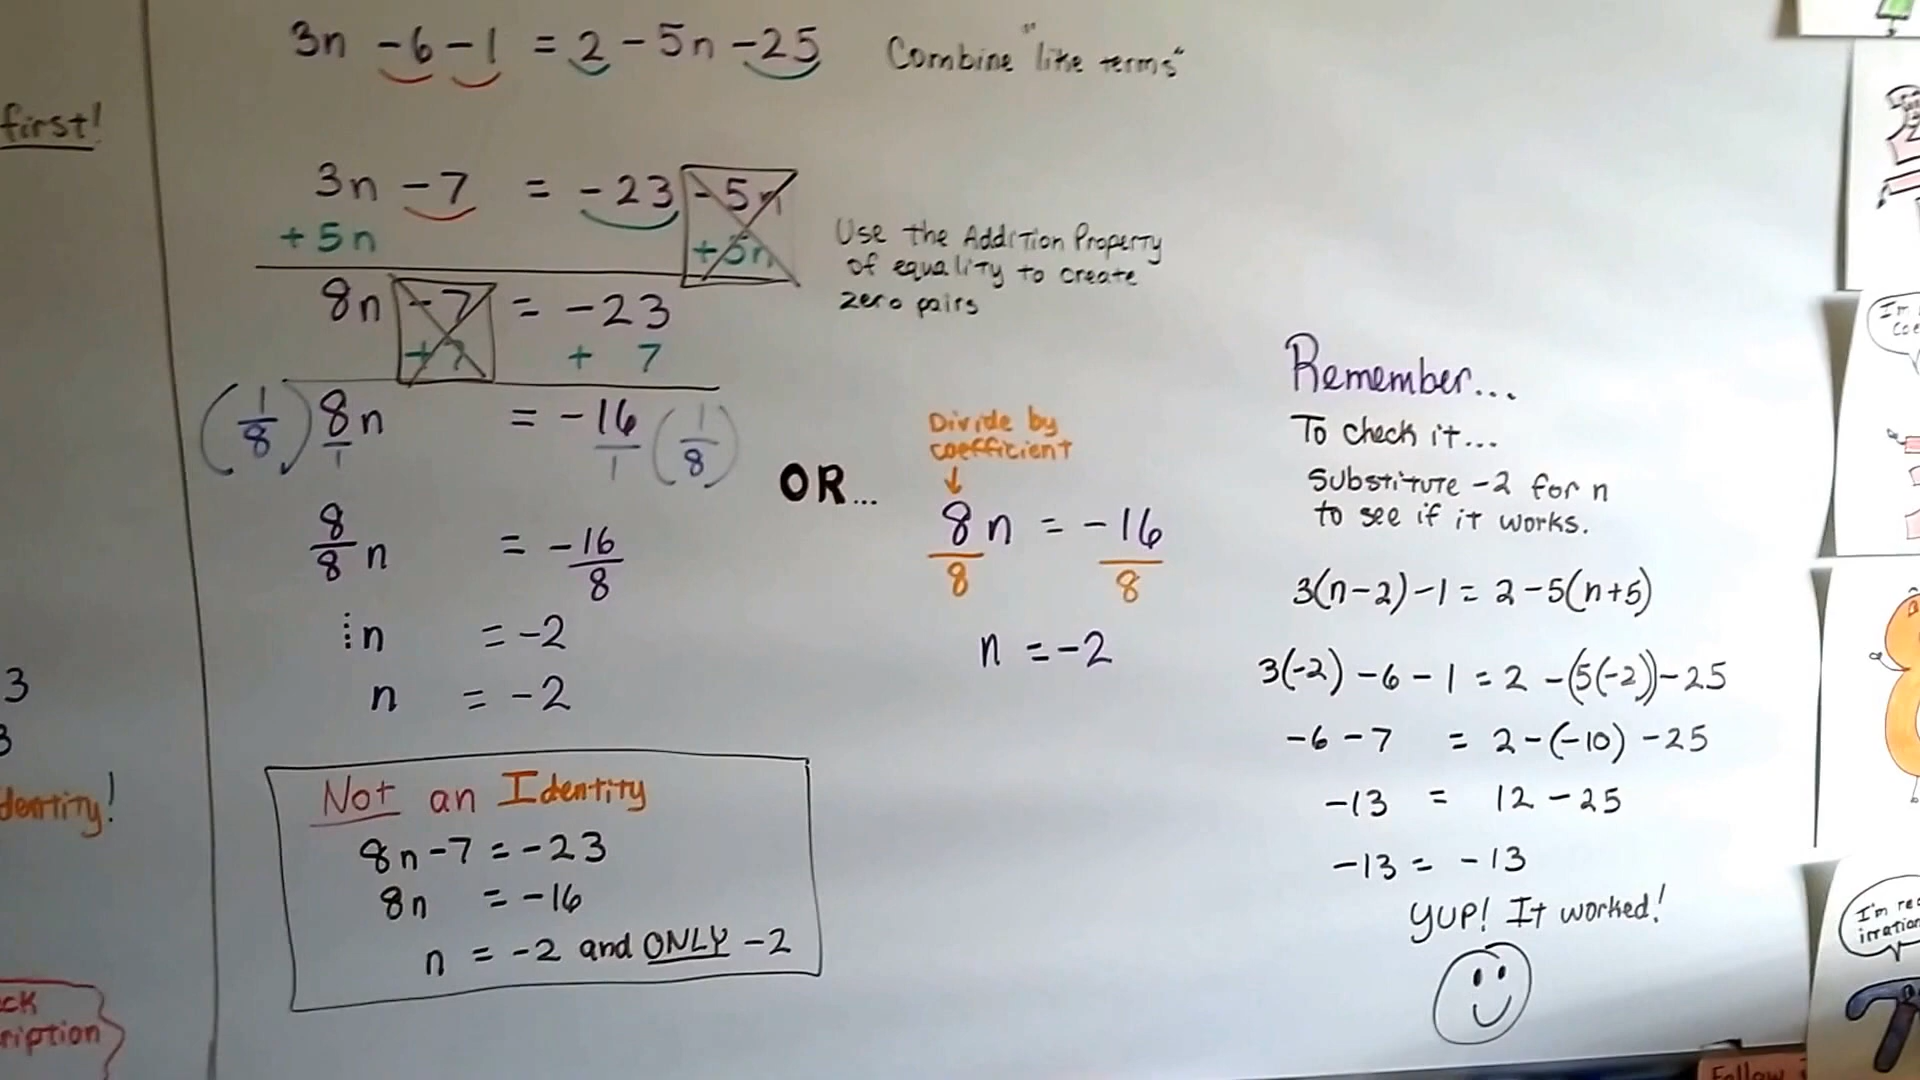 first!
3
3
dentity!
ck
ription
3n - 6 - 1 = 2 - 5n - 25 Combine "like terms"
3n - 7 = -23 - 5n
+ 5n + 5n
Use the Addition Property
of equality to create
zero pairs
8n - 7 = -23
+ 7 + 7
(1/8) 8/1 n = -16/1 (1/8)
8/8 n = -16/8
n = -2
n = -2
OR...
Divide by
coefficient
↓
8n/8 = -16/8
n = -2
Not an Identity
8n - 7 = -23
8n = -16
n = -2 and ONLY -2
Remember...
To check it...
Substitute -2 for n
to see if it works.
3(n-2)-1 = 2-5(n+5)
3(-2) - 6 - 1 = 2 - (5(-2)) - 25
-6 - 7 = 2 - (-10) - 25
-13 = 12 - 25
-13 = -13
YUP! It worked!
I'm
Coe
I'm rea
irration
Follow